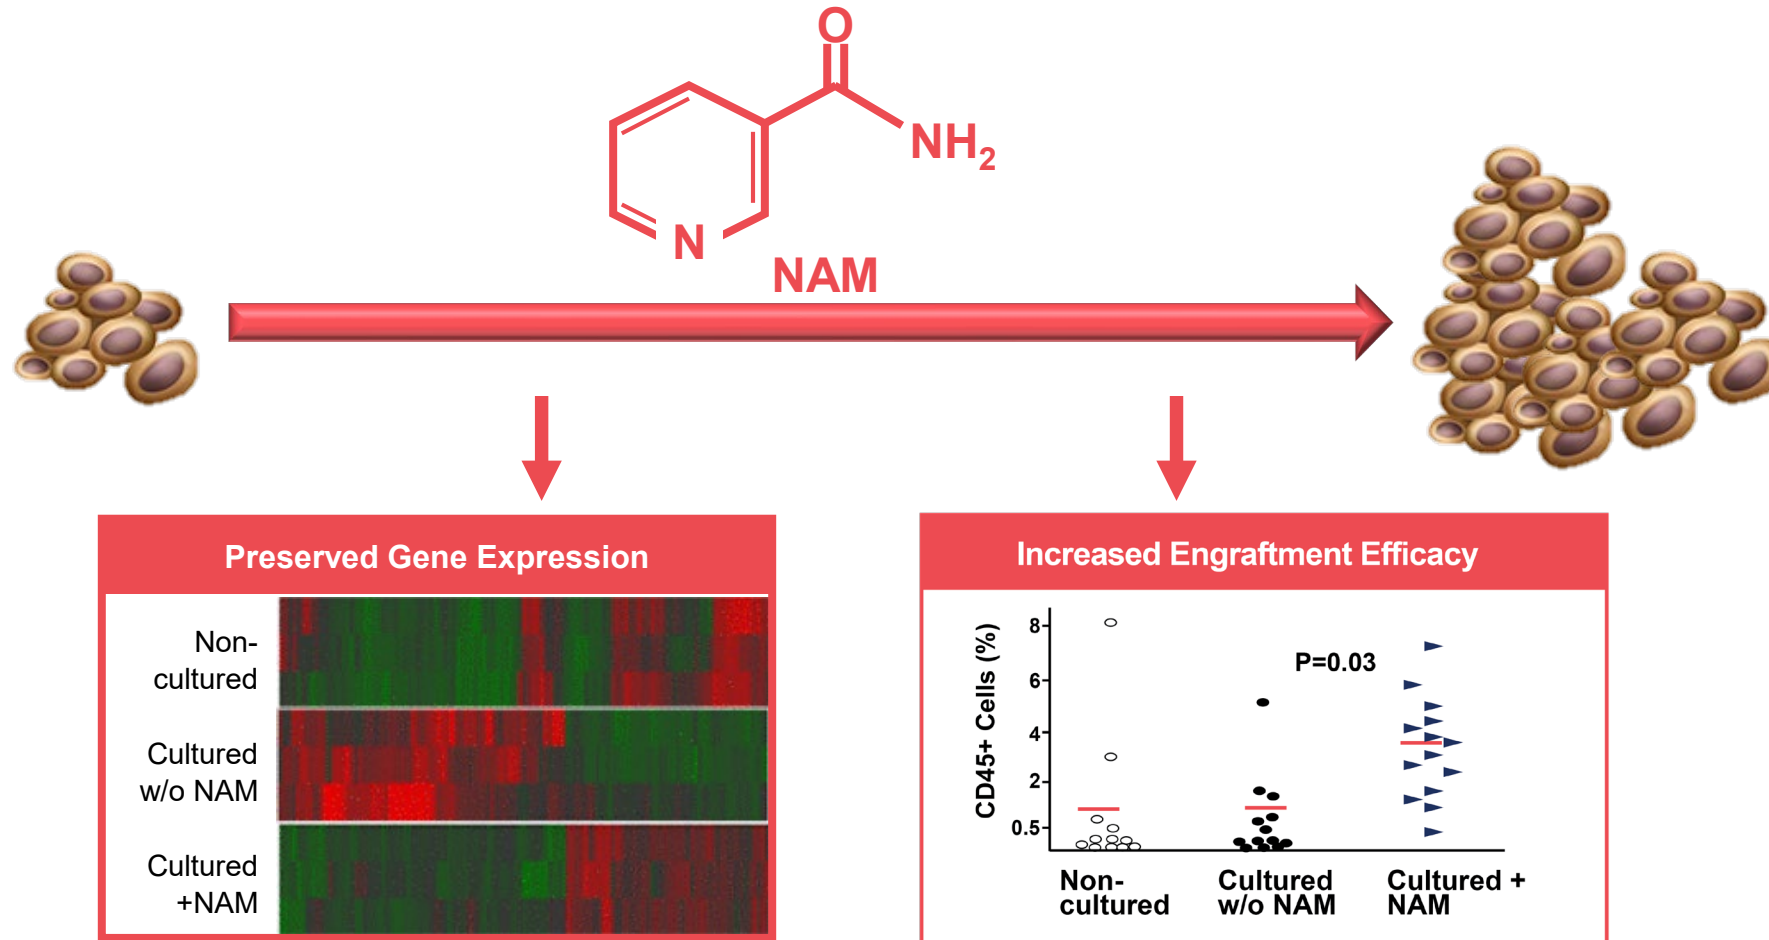 O
NH2
N
NAM
Preserved Gene Expression
Non-
cultured
Cultured
w/o NAM
Cultured
+NAM
Increased Engraftment Efficacy
CD45+ Cells (%)
8
6
4
2
0.5
P=0.03
Non-
cultured
Cultured
w/o NAM
Cultured +
NAM